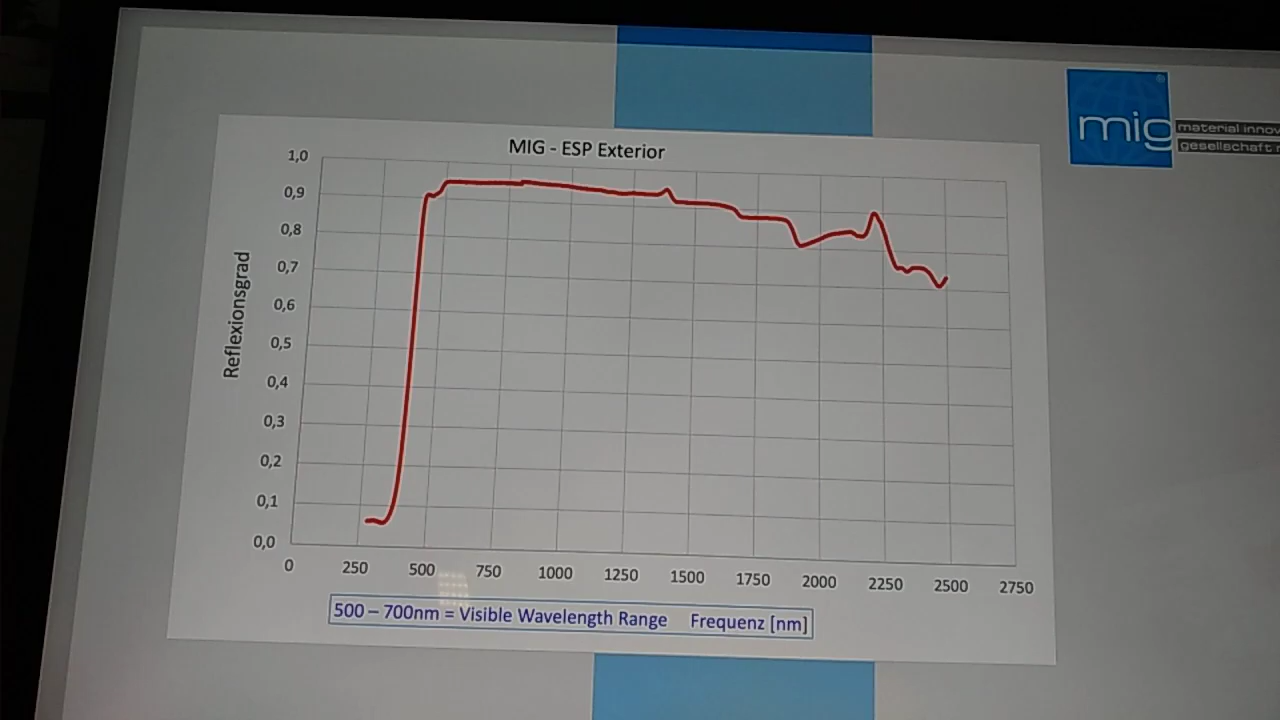 mig
®
material innov
gesellschaft
MIG - ESP Exterior
1,0
0,9
0,8
0,7
0,6
0,5
0,4
0,3
0,2
0,1
0,0
Reflexionsgrad
0 250 500 750 1000 1250 1500 1750 2000 2250 2500 2750
500 – 700nm = Visible Wavelength Range Frequenz [nm]